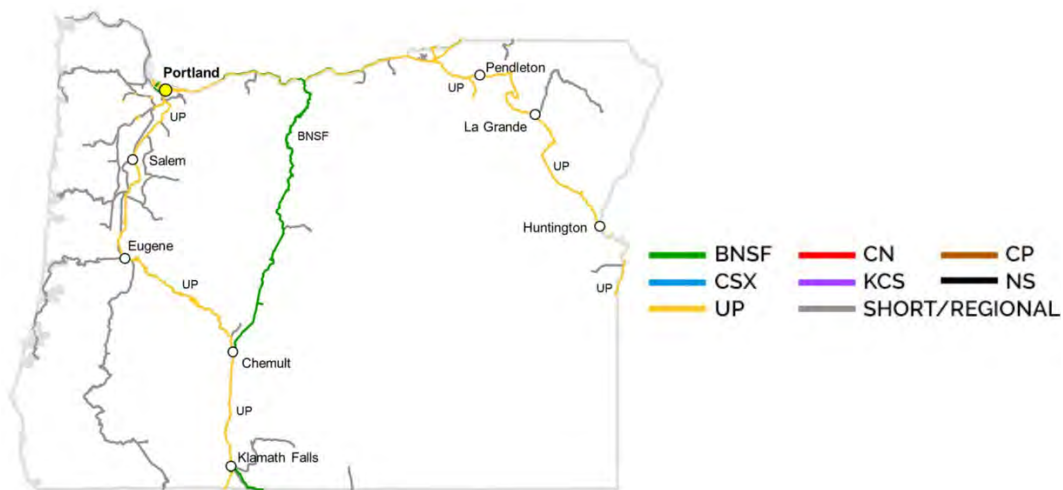 Portland
Pendleton
UP
UP
La Grande
BNSF
Salem
UP
Huntington
Eugene
UP
UP
Chemult
UP
Klamath Falls
BNSF CN CP
CSX KCS NS
UP SHORT/REGIONAL